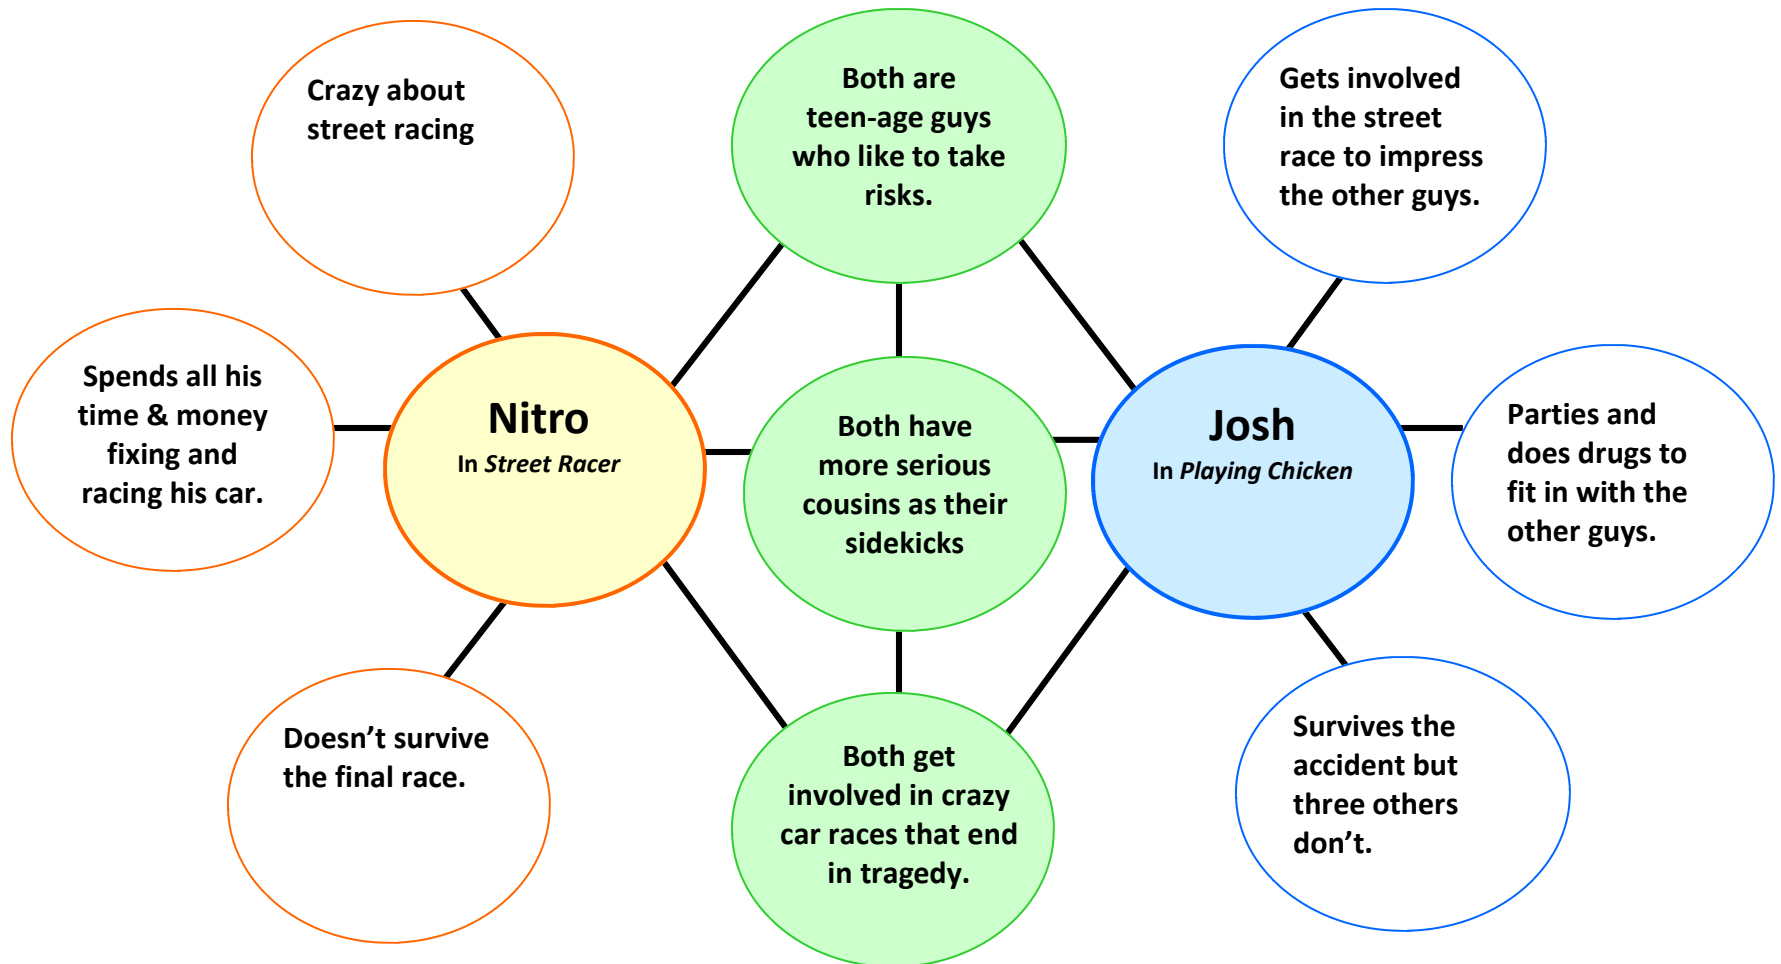 Crazy about
street racing
Both are
teen-age guys
who like to take
risks.
Gets involved
in the street
race to impress
the other guys.
Spends all his
time & money
fixing and
racing his car.
Nitro
In Street Racer
Both have
more serious
cousins as their
sidekicks
Josh
In Playing Chicken
Parties and
does drugs to
fit in with the
other guys.
Doesn’t survive
the final race.
Both get
involved in crazy
car races that end
in tragedy.
Survives the
accident but
three others
don’t.